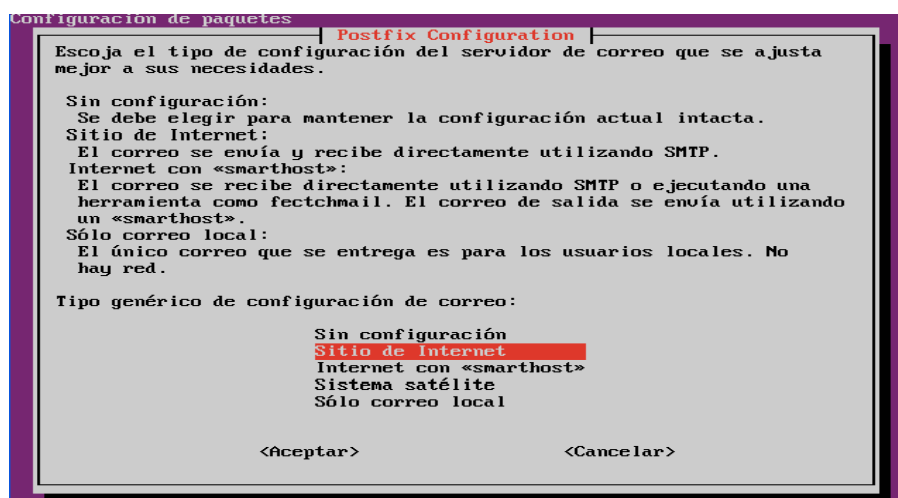 Configuración de paquetes
Postfix Configuration
Escoja el tipo de configuración del servidor de correo que se ajusta
mejor a sus necesidades.
Sin configuración:
Se debe elegir para mantener la configuración actual intacta.
Sitio de Internet:
El correo se envía y recibe directamente utilizando SMTP.
Internet con «smarthost»:
El correo se recibe directamente utilizando SMTP o ejecutando una
herramienta como fectchmail. El correo de salida se envía utilizando
un «smarthost».
Sólo correo local:
El único correo que se entrega es para los usuarios locales. No
hay red.
Tipo genérico de configuración de correo:
Sin configuración
Sitio de Internet
Internet con «smarthost»
Sistema satélite
Sólo correo local
<Aceptar> <Cancelar>